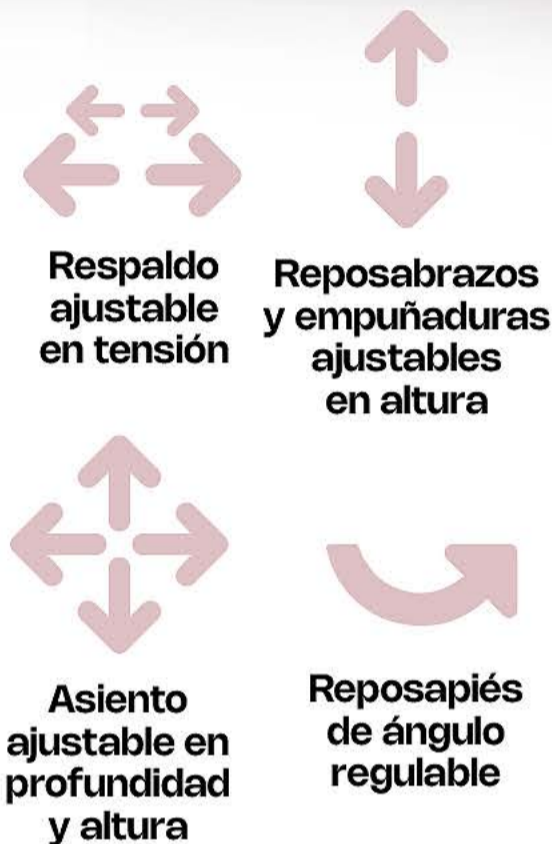 Respaldo
ajustable
en tensión
Reposabrazos
y empuñaduras
ajustables
en altura
Asiento
ajustable en
profundidad
y altura
Reposapiés
de ángulo
regulable